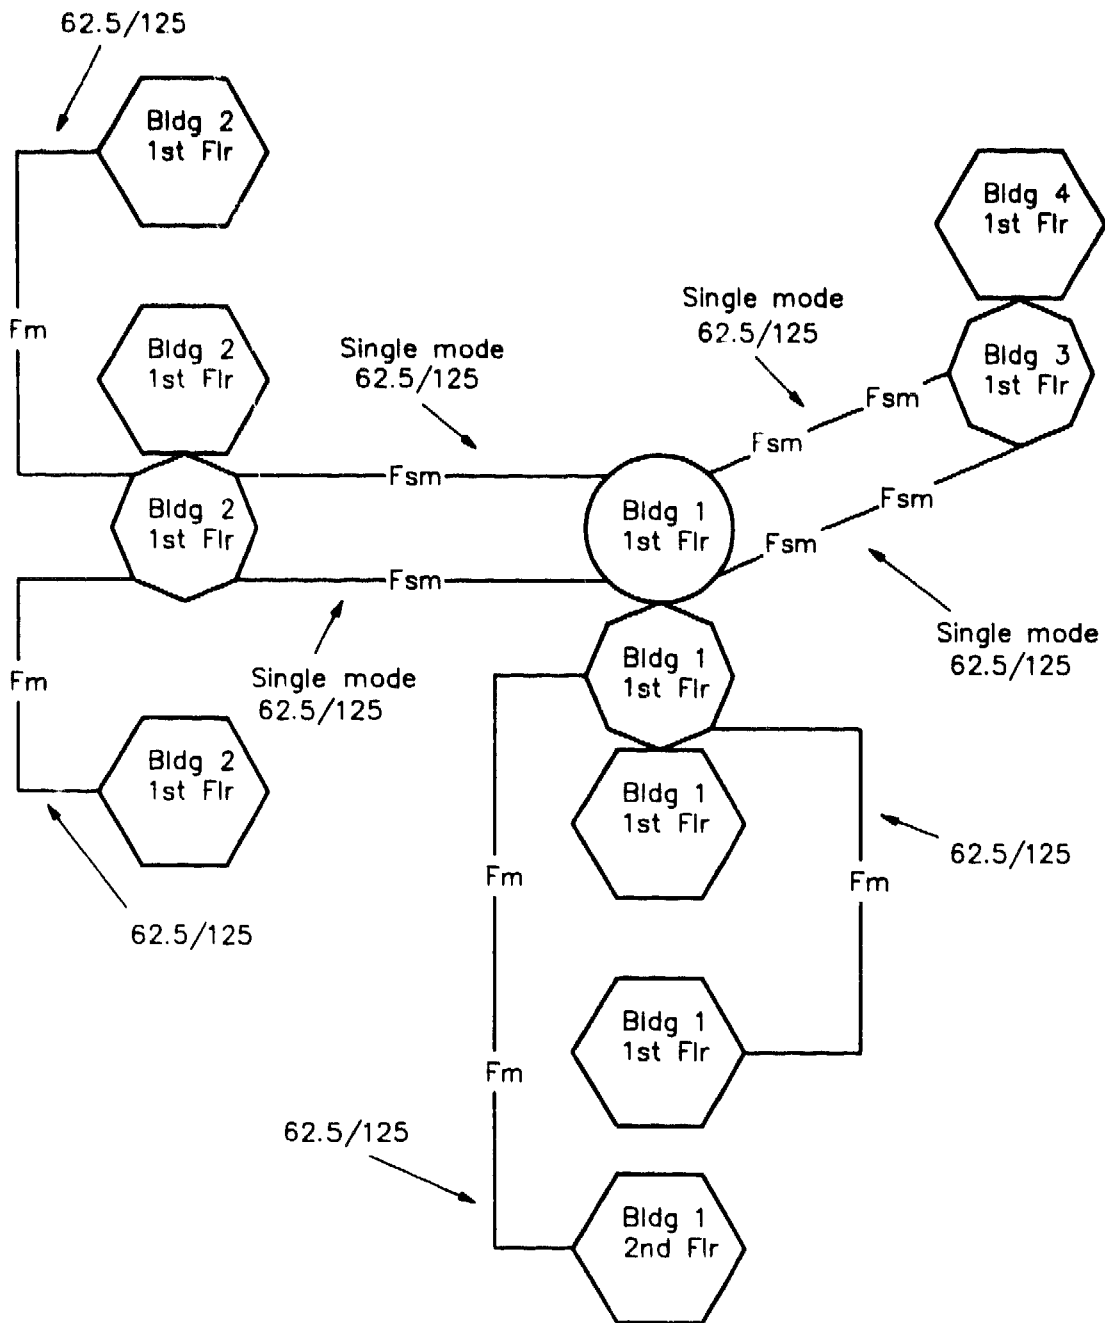 62.5/125
Bldg 2
1st Flr
Bldg 4
1st Flr
Fm
Bldg 2
1st Flr
Single mode
62.5/125
Single mode
62.5/125
Bldg 3
1st Flr
Fsm
Fsm
Fsm
Bldg 2
1st Flr
Bldg 1
1st Flr
Fsm
Fsm
Fsm
Fm
Single mode
62.5/125
Bldg 1
1st Flr
Single mode
62.5/125
Bldg 2
1st Flr
Bldg 1
1st Flr
62.5/125
Fm
Fm
62.5/125
Bldg 1
1st Flr
Fm
62.5/125
Bldg 1
2nd Flr